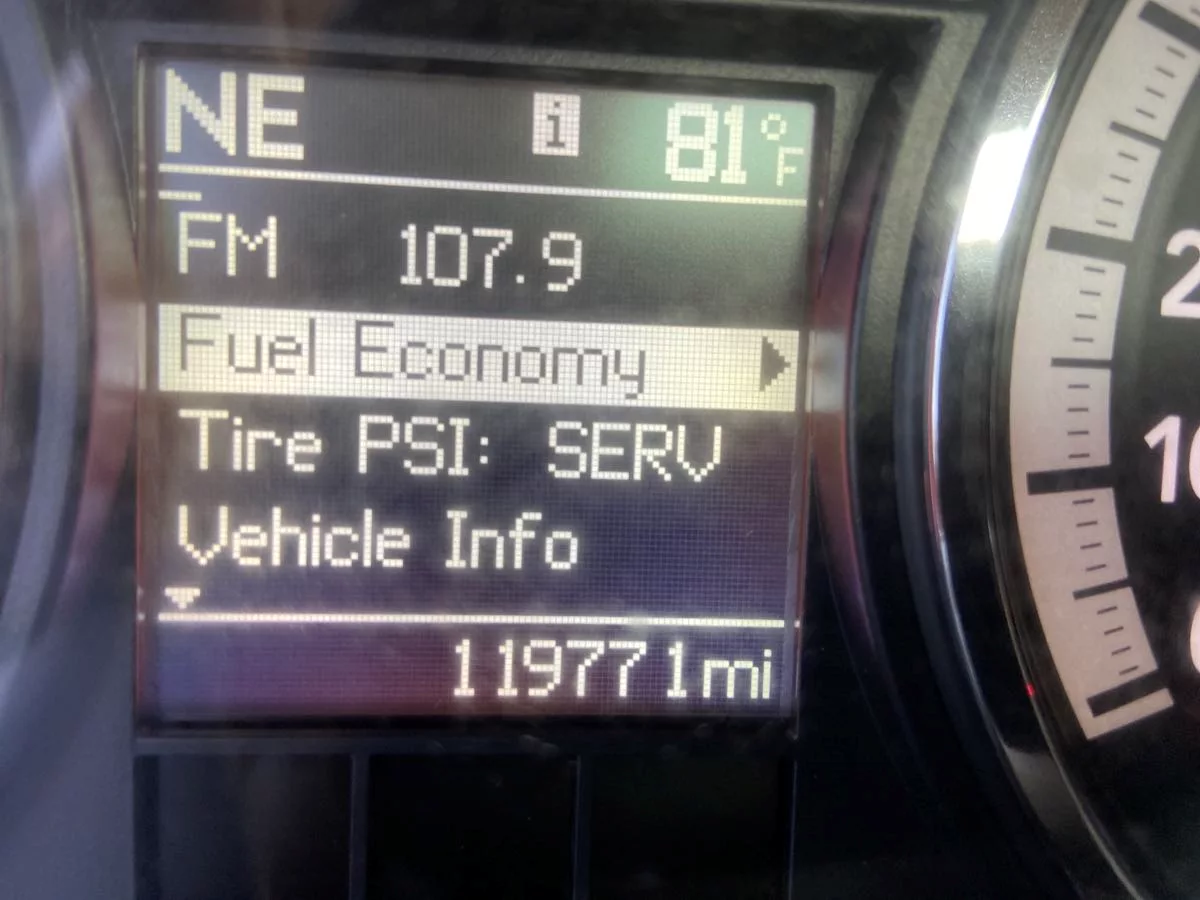 NE i 81°F
FM 107.9
Fuel Economy
Tire PSI: SERV
Vehicle Info
119771mi